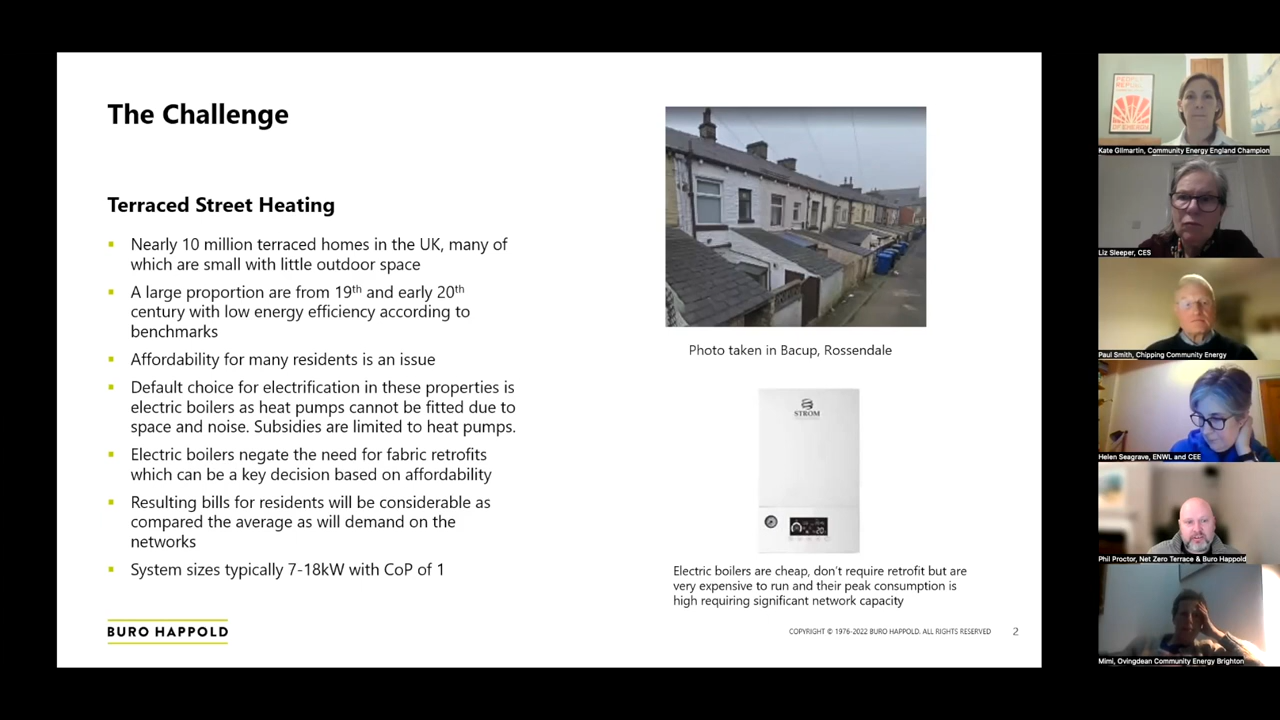 The Challenge
Terraced Street Heating
Nearly 10 million terraced homes in the UK, many of
which are small with little outdoor space
A large proportion are from 19th and early 20th
century with low energy efficiency according to
benchmarks
Affordability for many residents is an issue
Default choice for electrification in these properties is
electric boilers as heat pumps cannot be fitted due to
space and noise. Subsidies are limited to heat pumps.
Electric boilers negate the need for fabric retrofits
which can be a key decision based on affordability
Resulting bills for residents will be considerable as
compared the average as will demand on the
networks
System sizes typically 7-18kW with CoP of 1
BURO HAPPOLD
Photo taken in Bacup, Rossendale
STROM
Electric boilers are cheap, don't require retrofit but are
very expensive to run and their peak consumption is
high requiring significant network capacity
COPYRIGHT © 1976-2022 BURO HAPPOLD. ALL RIGHTS RESERVED
2
Kate Gilmartin, Community Energy England Champion
Liz Sleeper, CES
Paul Smith, Chipping Community Energy
Helen Seagrave, ENWL and CEE
Phil Proctor, Net Zero Terrace & Buro Happold
Mimi, Ovingdean Community Energy Brighton